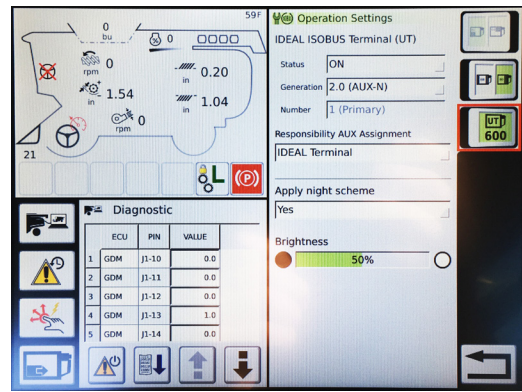 59F
0
bu
0
0
rpm
0.20
in
1.54
in
1.04
in
0
rpm
21
L
(P)
Diagnostic
ECU PIN VALUE
1 GDM J1-10 0.0
2 GDM J1-11 0.0
3 GDM J1-12 0.0
4 GDM J1-13 1.0
5 GDM J1-14 0.0
Operation Settings
IDEAL ISOBUS Terminal (UT)
Status ON
Generation 2.0 (AUX-N)
Number 1 (Primary)
Responsibility AUX Assignment
IDEAL Terminal
Apply night scheme
Yes
Brightness
50%
UT
600